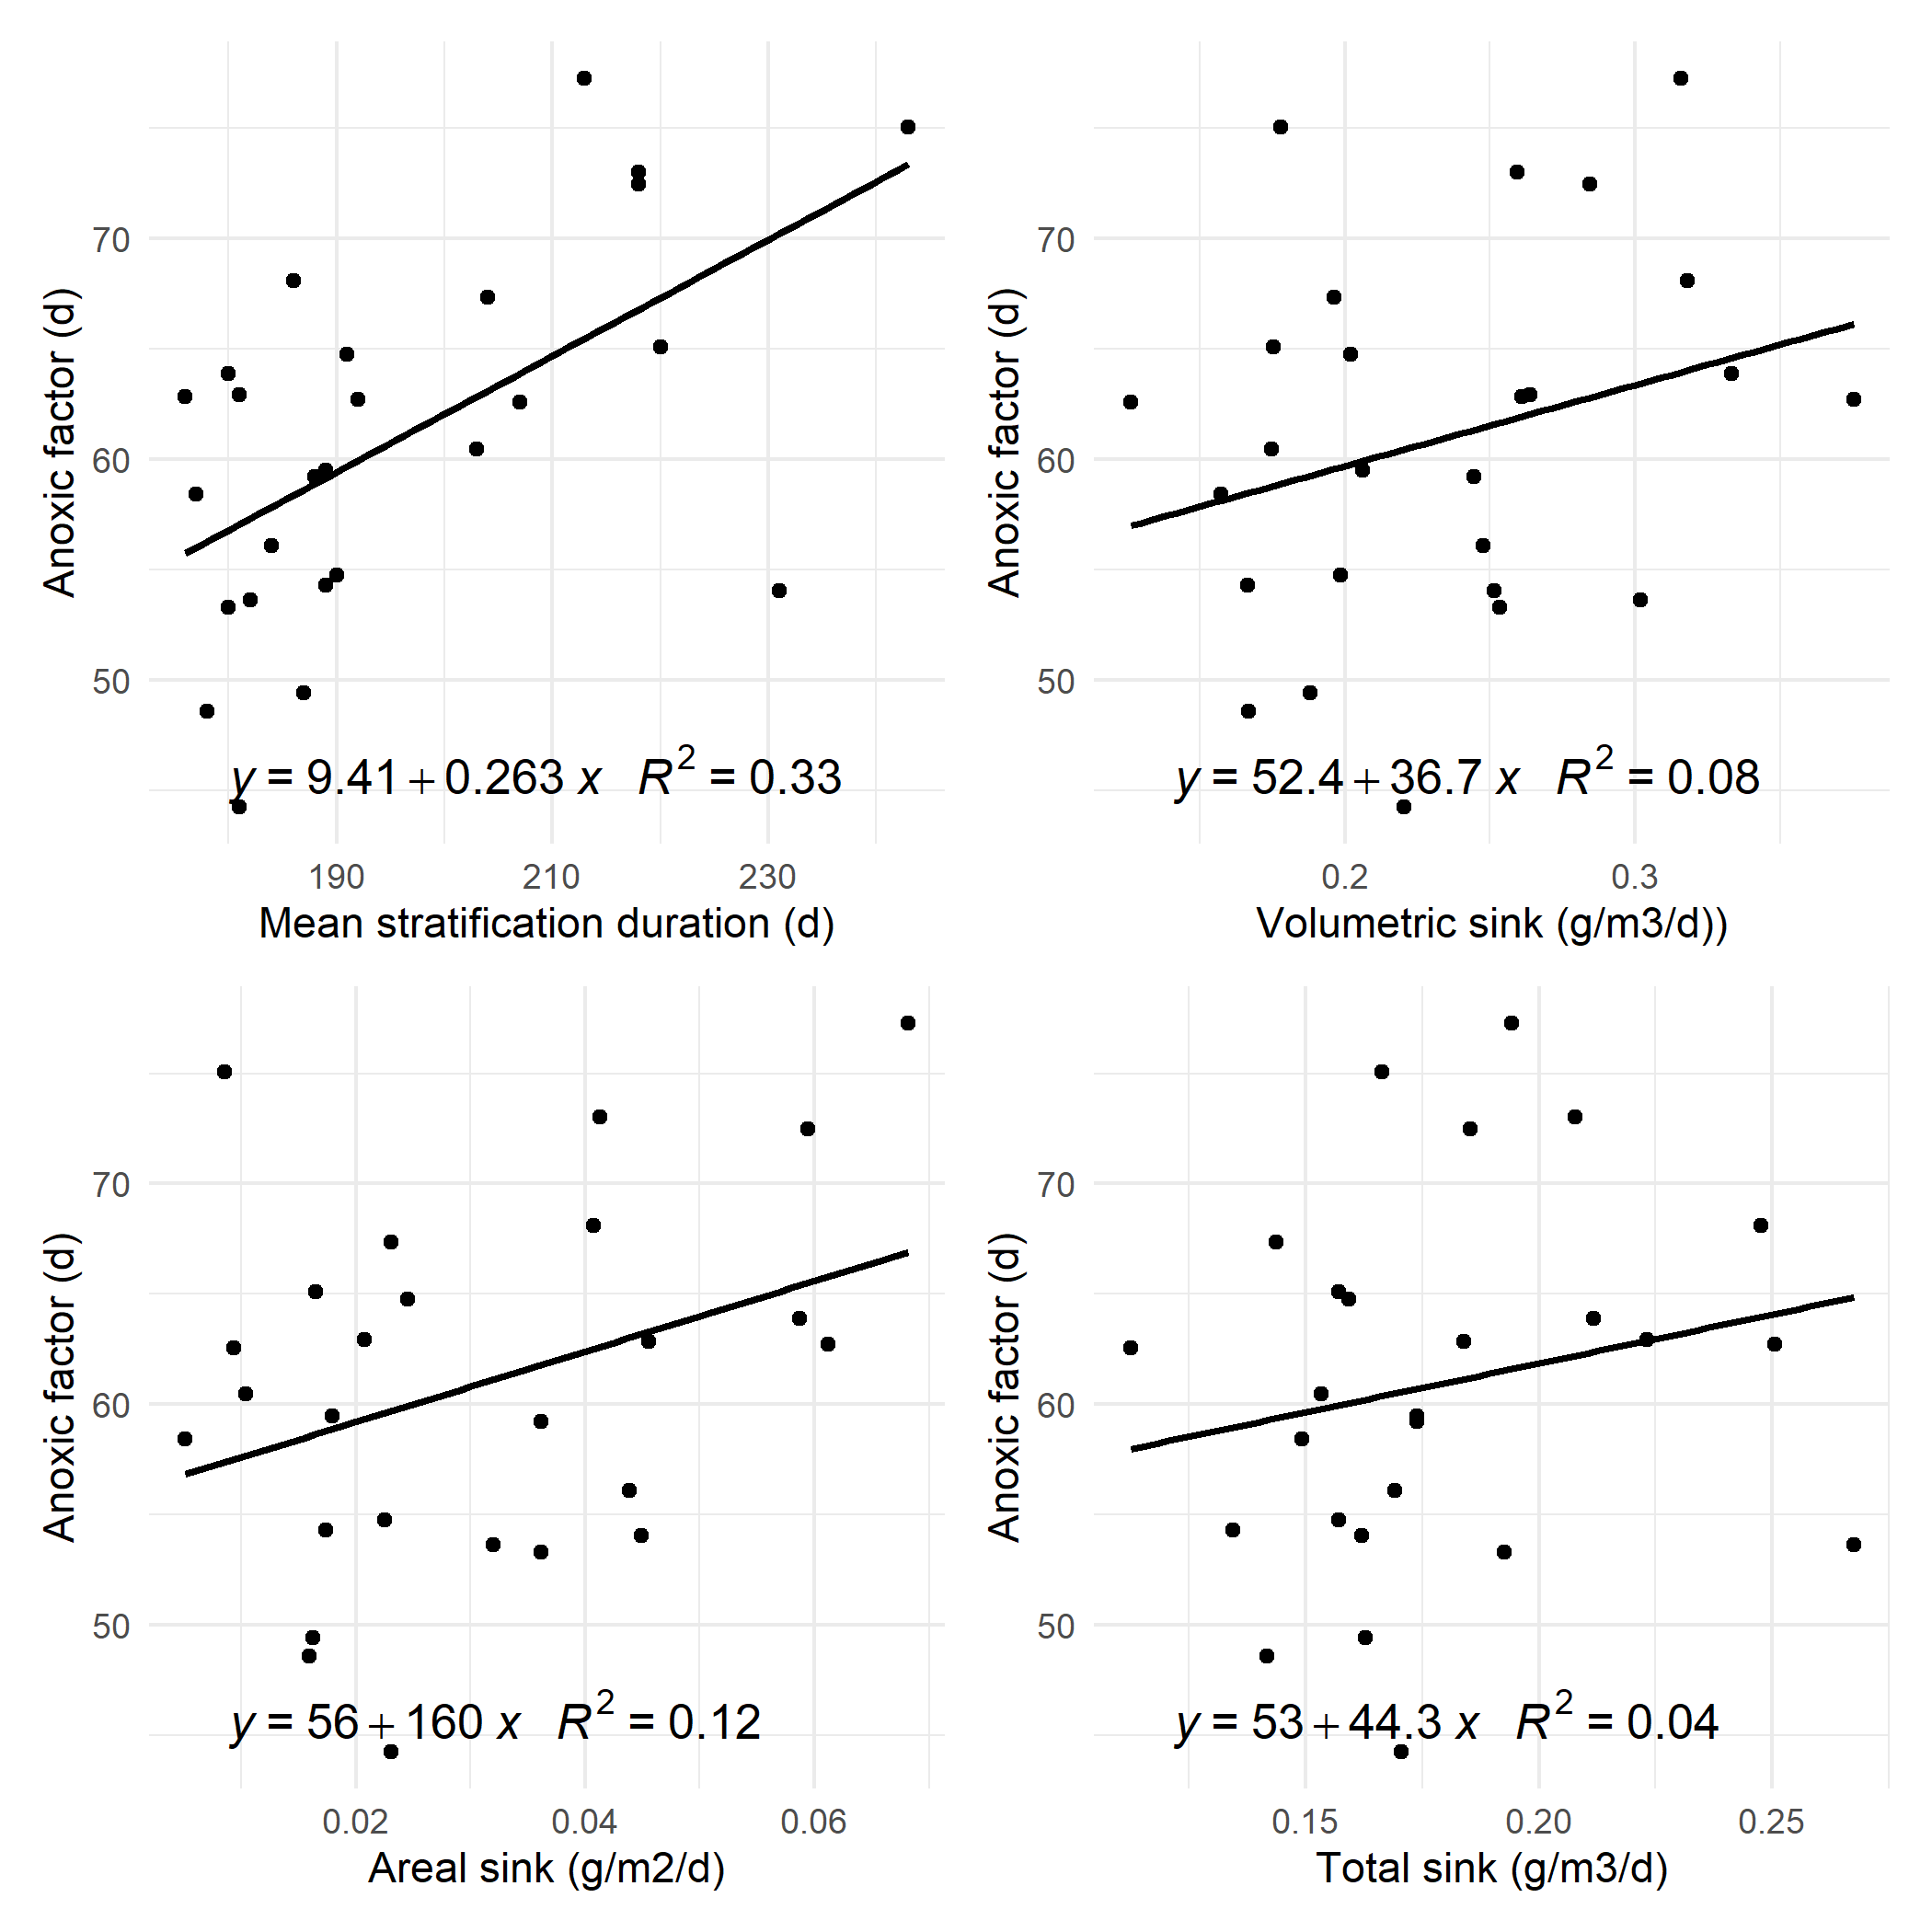 Anoxic factor (d)
70
60
50
y = 9.41 + 0.263 x R² = 0.33
190 210 230
Mean stratification duration (d)
Anoxic factor (d)
70
60
50
y = 52.4 + 36.7 x R² = 0.08
0.2 0.3
Volumetric sink (g/m3/d))
Anoxic factor (d)
70
60
50
y = 56 + 160 x R² = 0.12
0.02 0.04 0.06
Areal sink (g/m2/d)
Anoxic factor (d)
70
60
50
y = 53 + 44.3 x R² = 0.04
0.15 0.20 0.25
Total sink (g/m3/d)